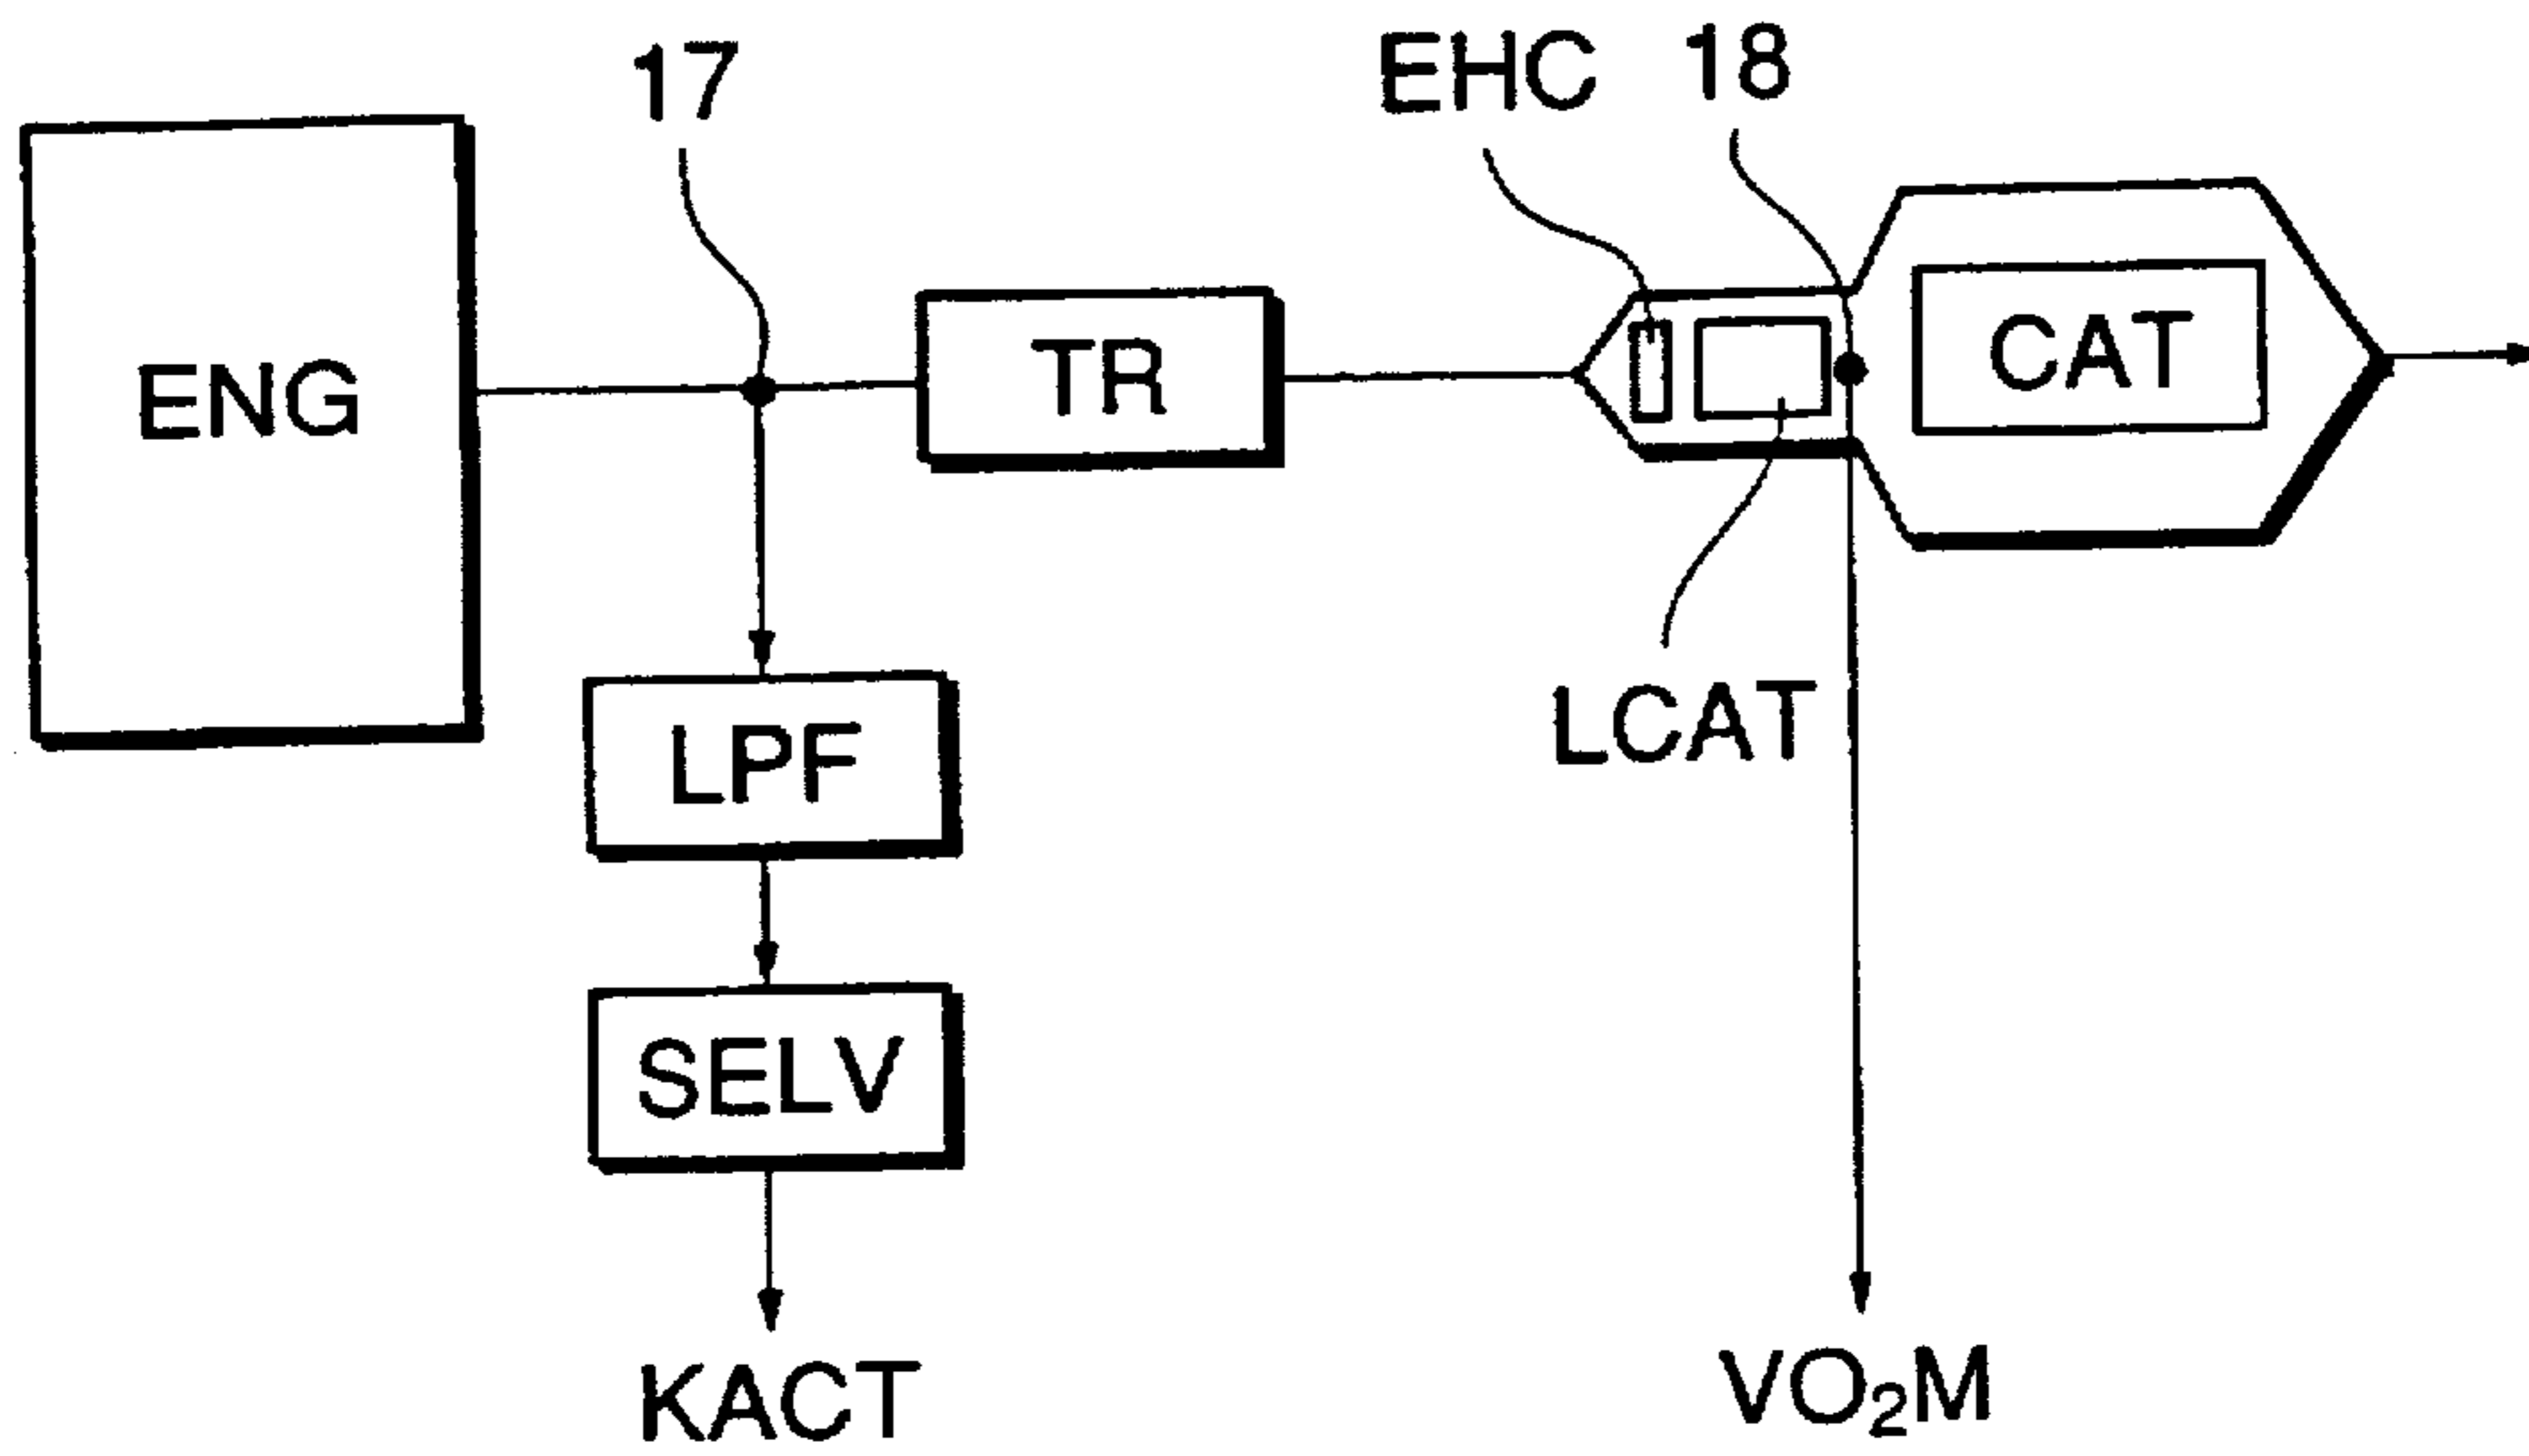 17
EHC
18
ENG
TR
CAT
LPF
LCAT
SELV
KACT
VO₂M